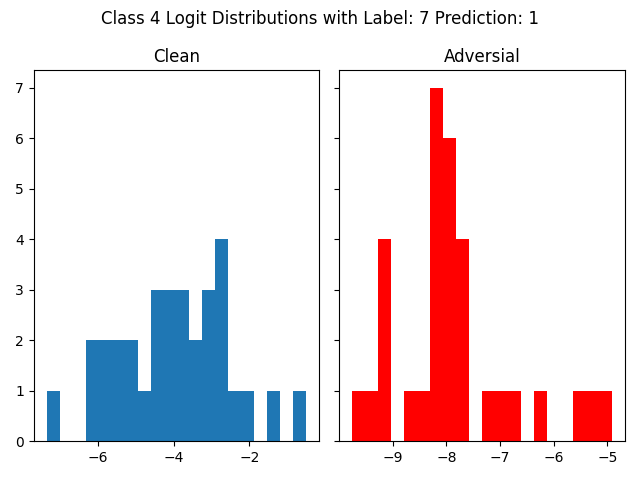 Class 4 Logit Distributions with Label: 7 Prediction: 1
Clean
Adversial
7
6
5
4
3
2
1
0
−6 −4 −2
−9 −8 −7 −6 −5